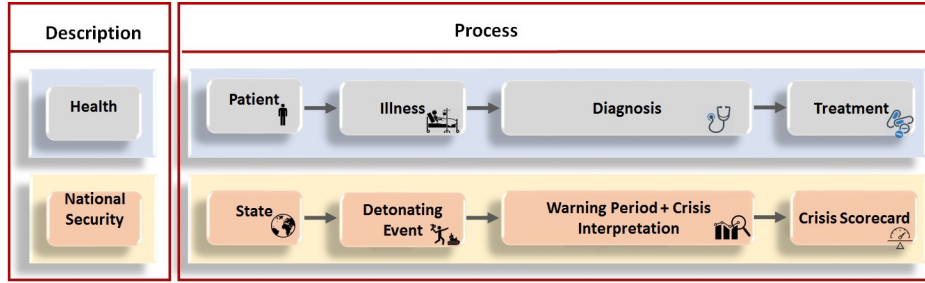 Description
Process
Health
Patient
Illness
Diagnosis
Treatment
National
Security
State
Detonating
Event
Warning Period + Crisis
Interpretation
Crisis Scorecard